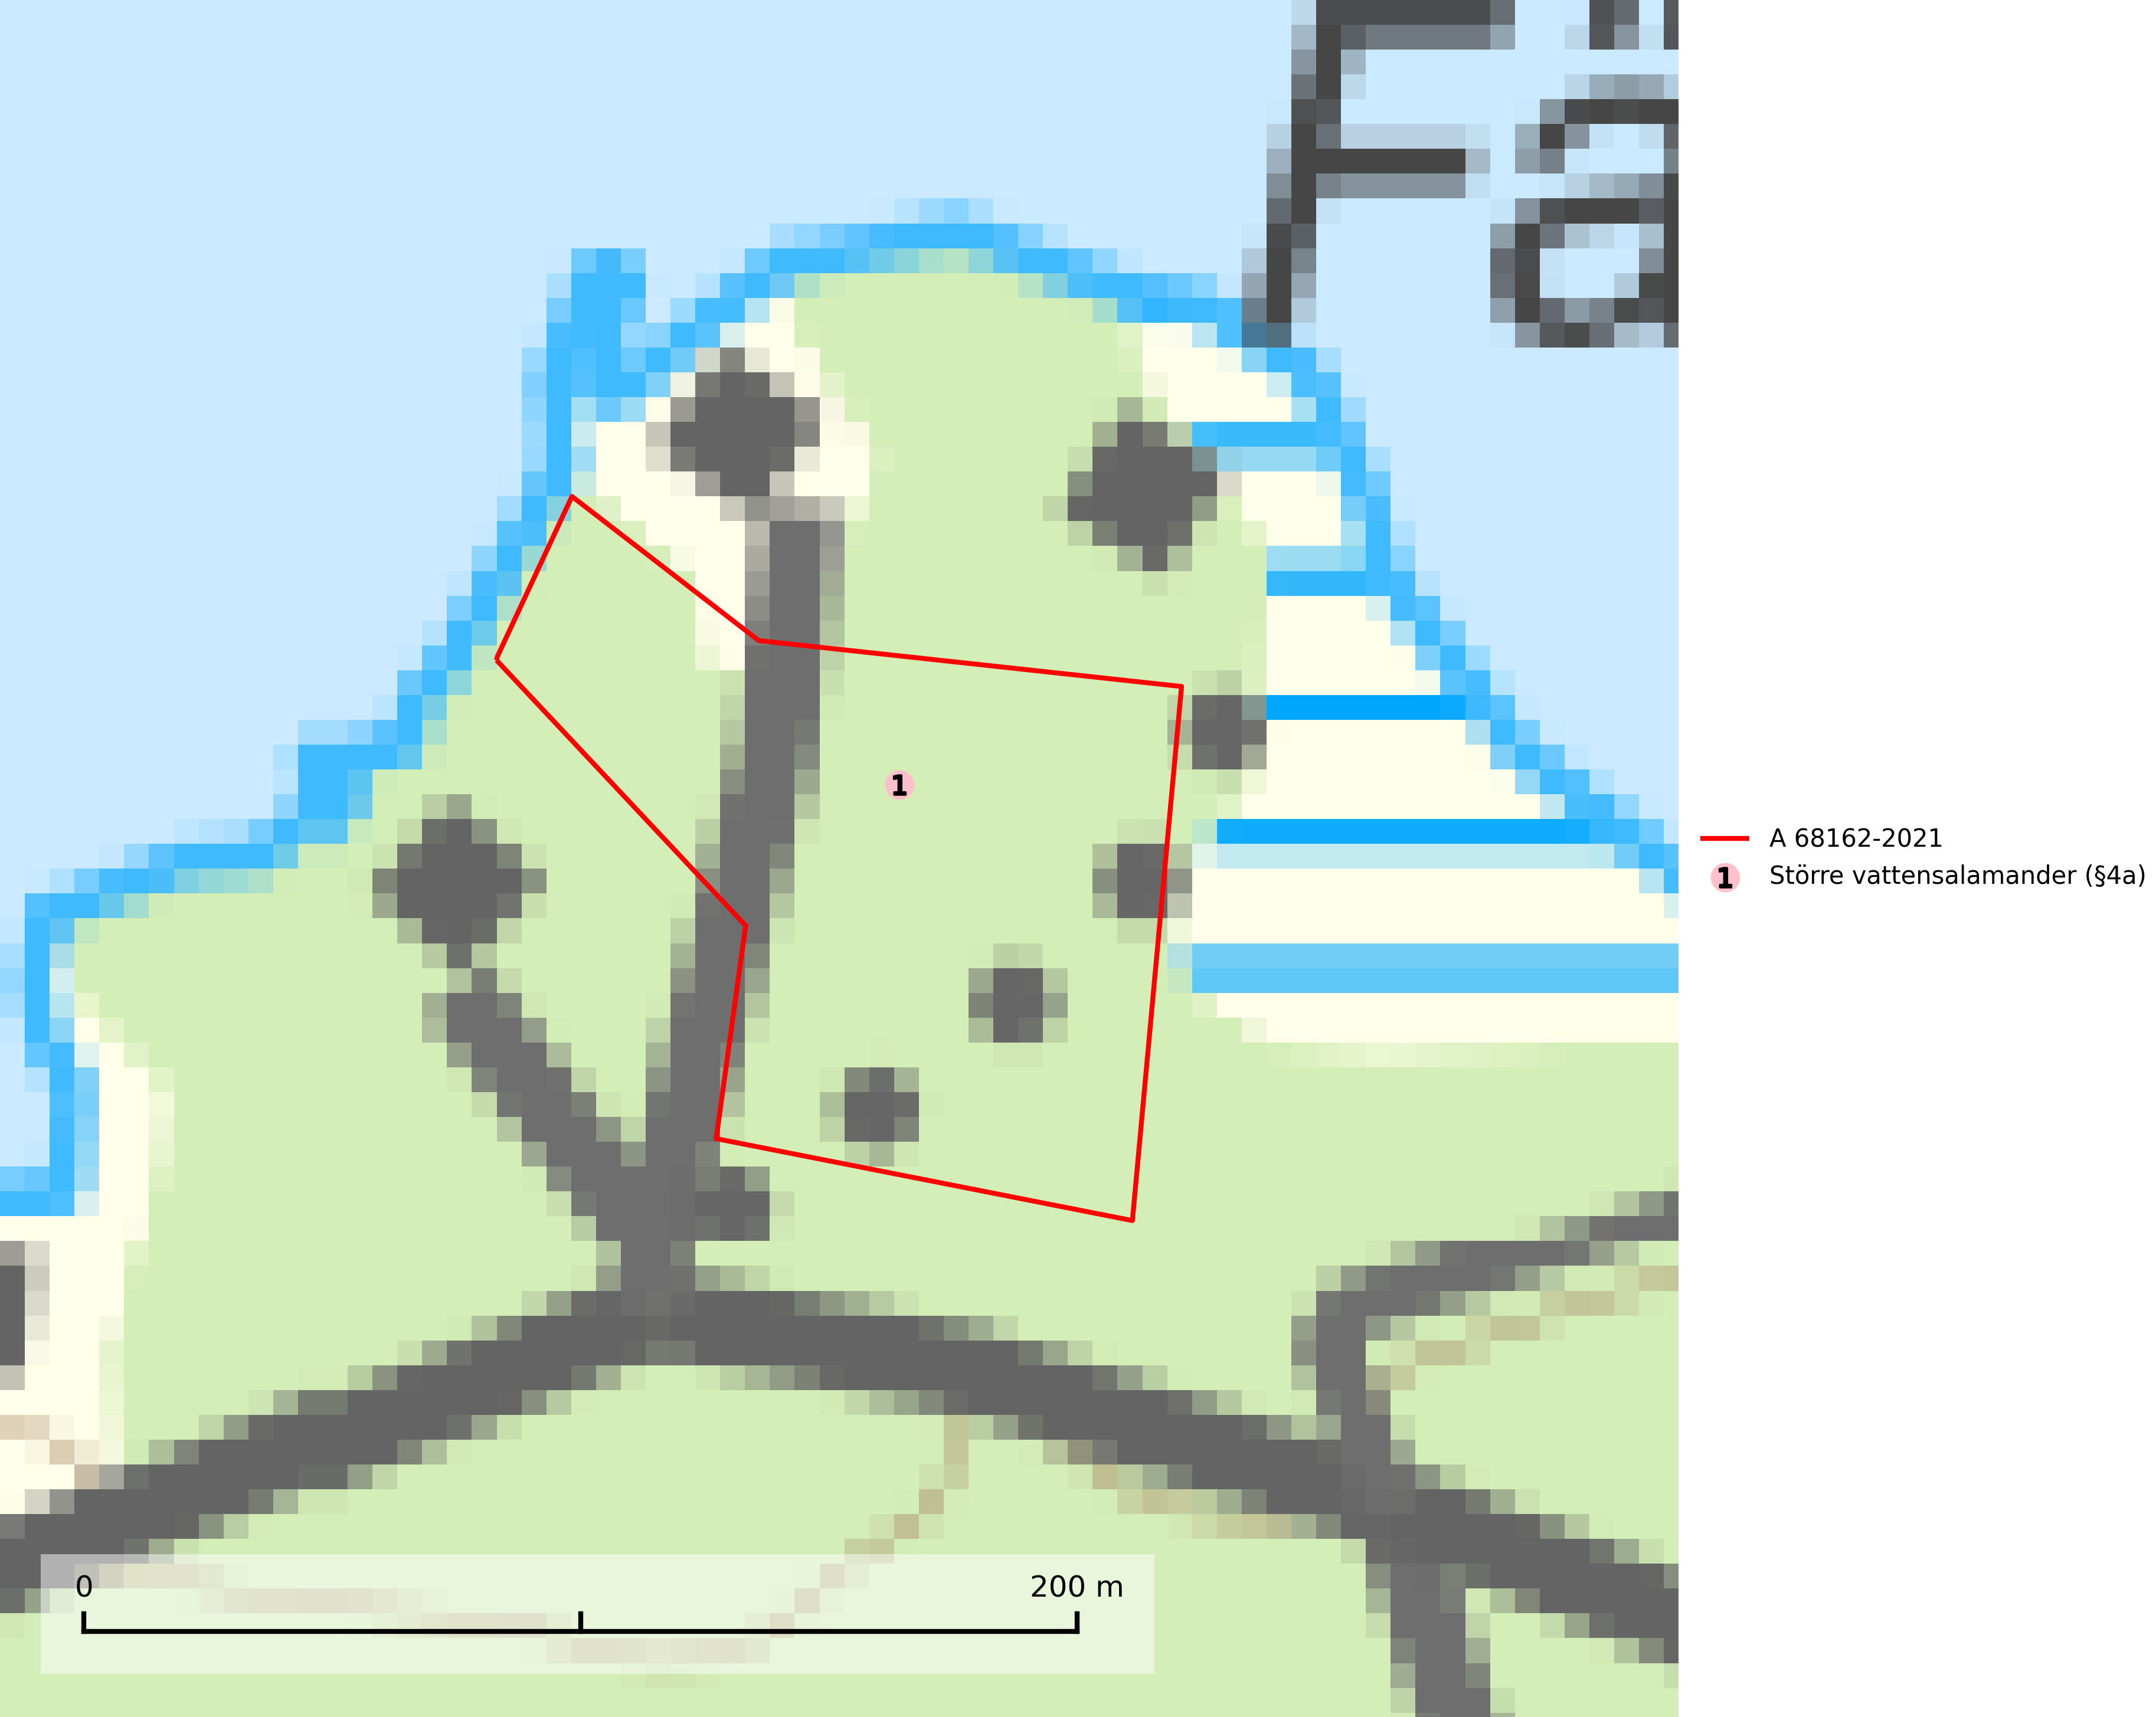 1
A 68162-2021
1 Större vattensalamander (§4a)
0 200 m